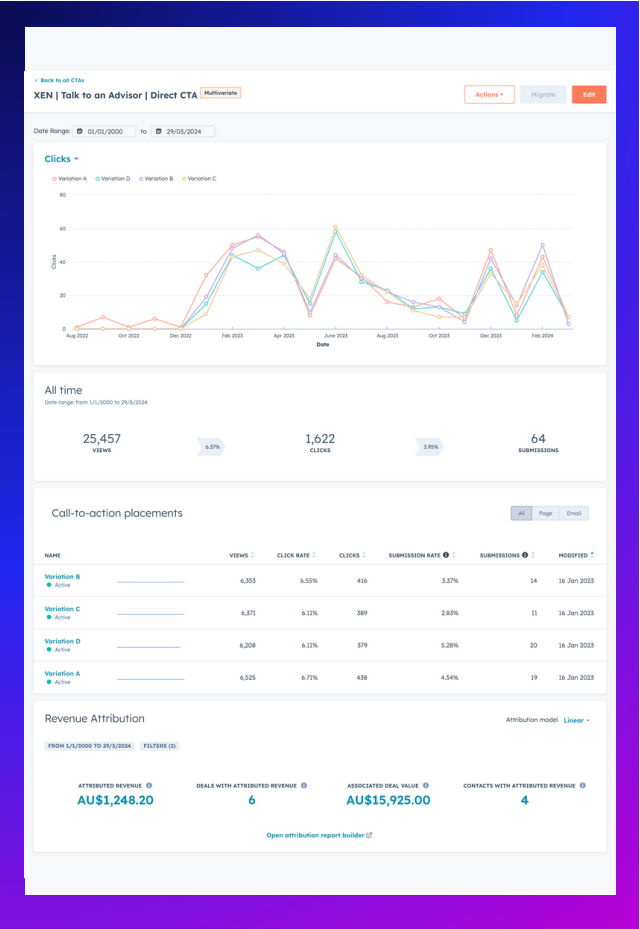 ‹ Back to all CTAs
XEN | Talk to an Advisor | Direct CTA Multivariate
Actions Migrate Edit
Date Range: 01/01/2000 to 29/03/2024
Clicks
Variation A Variation D Variation B Variation C
80
60
40
20
0
Clicks
Aug 2022 Oct 2022 Dec 2022 Feb 2023 Apr 2023 June 2023 Aug 2023 Oct 2023 Dec 2023 Feb 2024
Date
All time
Date range: from 1/1/2000 to 29/3/2024
25,457 6.37% 1,622 3.95% 64
VIEWS CLICKS SUBMISSIONS
Call-to-action placements
All Page Email
NAME VIEWS CLICK RATE CLICKS SUBMISSION RATE SUBMISSIONS MODIFIED
Variation B 6,353 6.55% 416 3.37% 14 16 Jan 2023
Active
Variation C 6,371 6.11% 389 2.83% 11 16 Jan 2023
Active
Variation D 6,208 6.11% 379 5.28% 20 16 Jan 2023
Active
Variation A 6,525 6.71% 438 4.34% 19 16 Jan 2023
Active
Revenue Attribution
Attribution model Linear
FROM 1/1/2000 TO 29/3/2024 FILTERS (2)
ATTRIBUTED REVENUE DEALS WITH ATTRIBUTED REVENUE ASSOCIATED DEAL VALUE CONTACTS WITH ATTRIBUTED REVENUE
AU$1,248.20 6 AU$15,925.00 4
Open attribution report builder